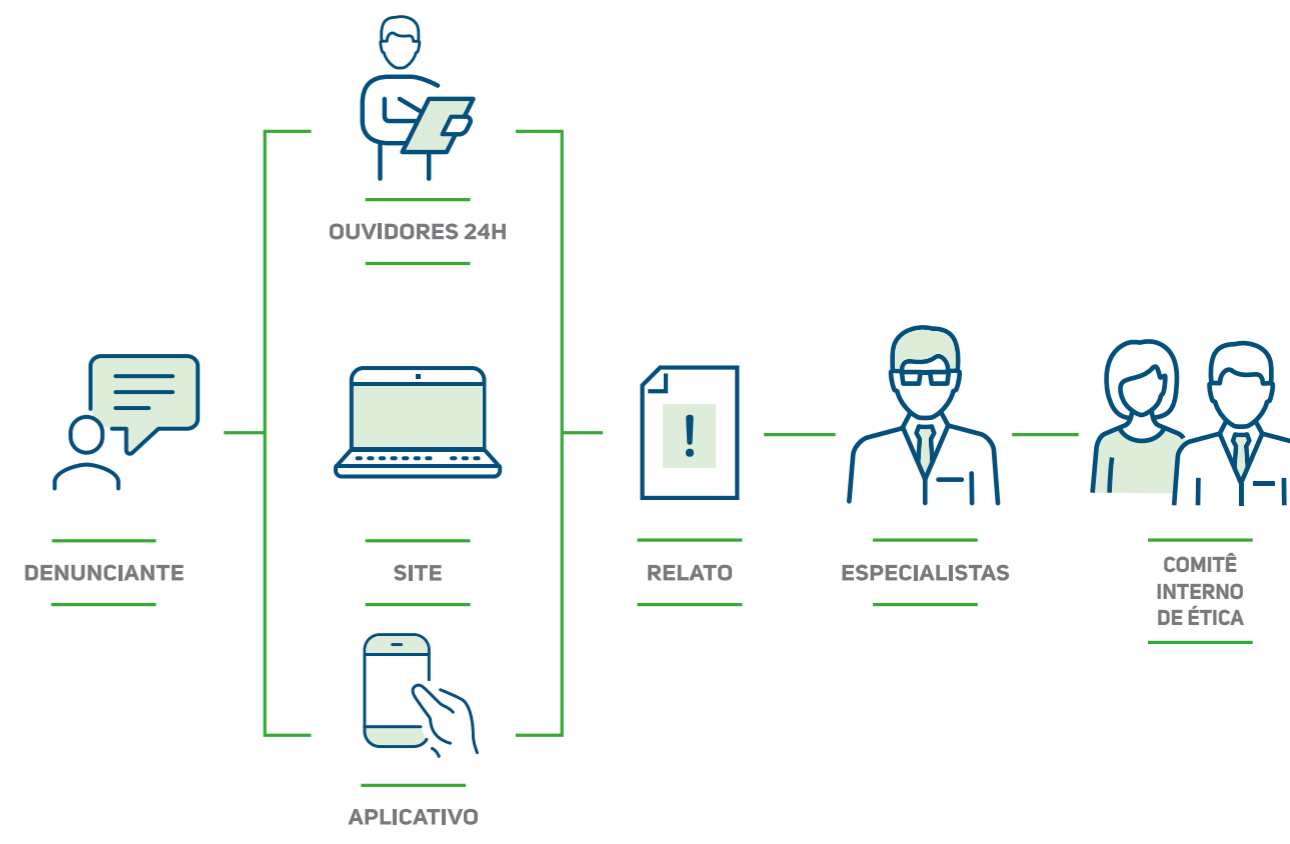 OUVIDORES 24H
DENUNCIANTE
SITE
RELATO
ESPECIALISTAS
COMITÊ
INTERNO
DE ÉTICA
APLICATIVO